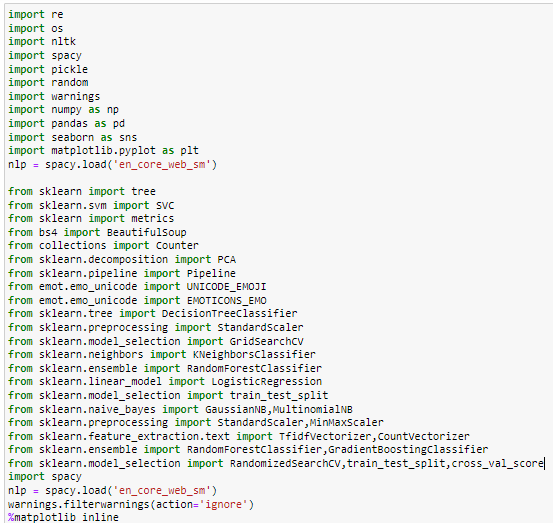 import re
import os
import nltk
import spacy
import pickle
import random
import warnings
import numpy as np
import pandas as pd
import seaborn as sns
import matplotlib.pyplot as plt
nlp = spacy.load('en_core_web_sm')
from sklearn import tree
from sklearn.svm import SVC
from sklearn import metrics
from bs4 import BeautifulSoup
from collections import Counter
from sklearn.decomposition import PCA
from sklearn.pipeline import Pipeline
from emot.emo_unicode import UNICODE_EMOJI
from emot.emo_unicode import EMOTICONS_EMO
from sklearn.tree import DecisionTreeClassifier
from sklearn.preprocessing import StandardScaler
from sklearn.model_selection import GridSearchCV
from sklearn.neighbors import KNeighborsClassifier
from sklearn.ensemble import RandomForestClassifier
from sklearn.linear_model import LogisticRegression
from sklearn.model_selection import train_test_split
from sklearn.naive_bayes import GaussianNB,MultinomialNB
from sklearn.preprocessing import StandardScaler,MinMaxScaler
from sklearn.feature_extraction.text import TfidfVectorizer,CountVectorizer
from sklearn.ensemble import RandomForestClassifier,GradientBoostingClassifier
from sklearn.model_selection import RandomizedSearchCV,train_test_split,cross_val_score
import spacy
nlp = spacy.load('en_core_web_sm')
warnings.filterwarnings(action='ignore')
%matplotlib inline